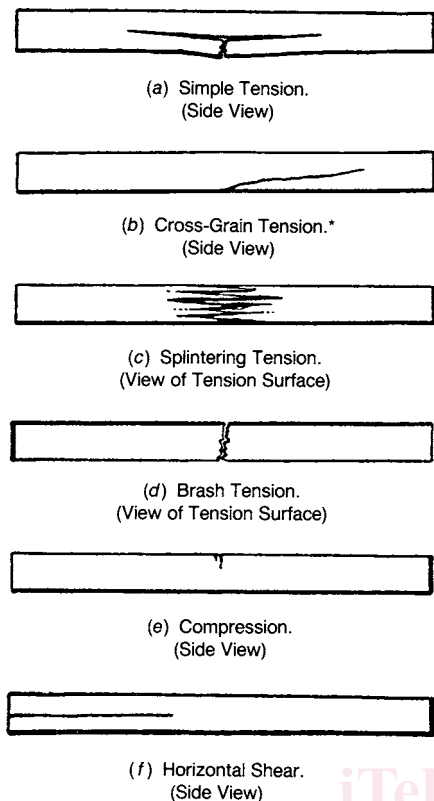 (a) Simple Tension.
(Side View)
(b) Cross-Grain Tension.*
(Side View)
(c) Splintering Tension.
(View of Tension Surface)
(d) Brash Tension.
(View of Tension Surface)
(e) Compression.
(Side View)
(f) Horizontal Shear.
(Side View)